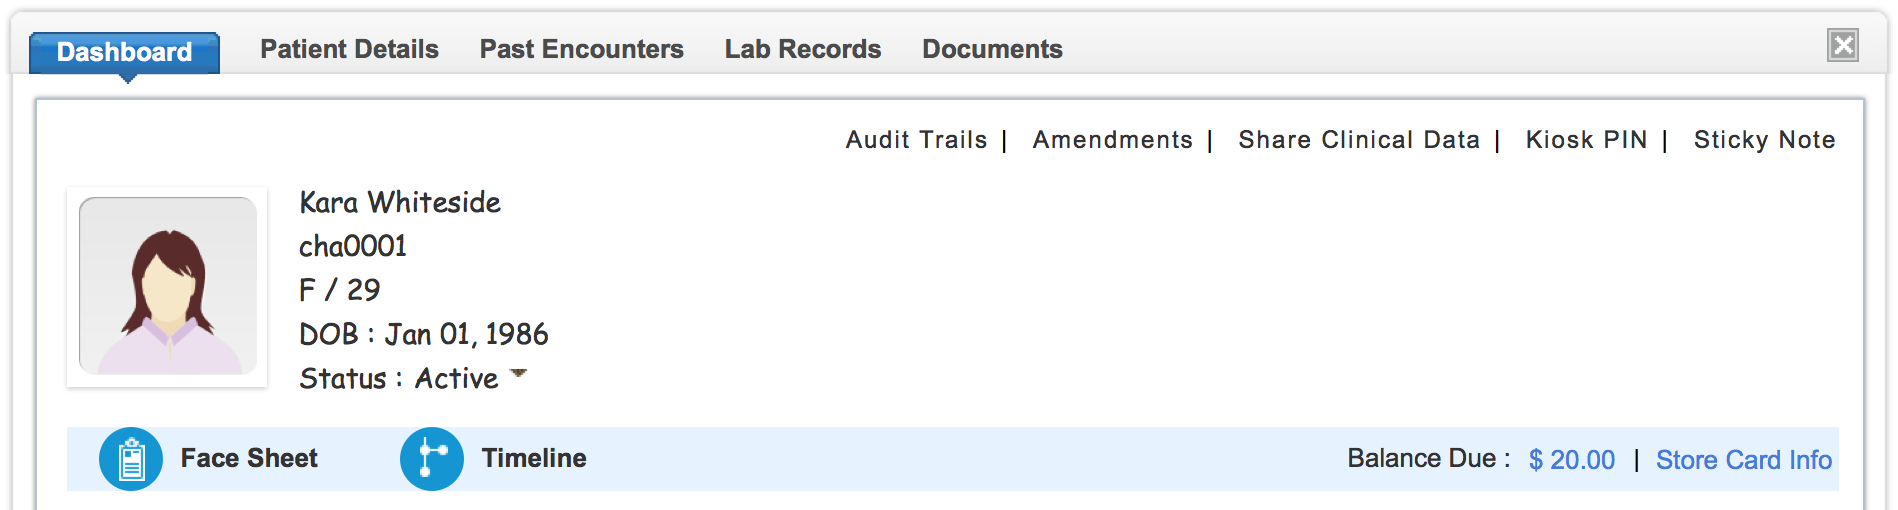 Dashboard Patient Details Past Encounters Lab Records Documents
Audit Trails | Amendments | Share Clinical Data | Kiosk PIN | Sticky Note
Kara Whiteside
cha0001
F / 29
DOB : Jan 01, 1986
Status : Active
Face Sheet Timeline Balance Due : $ 20.00 | Store Card Info